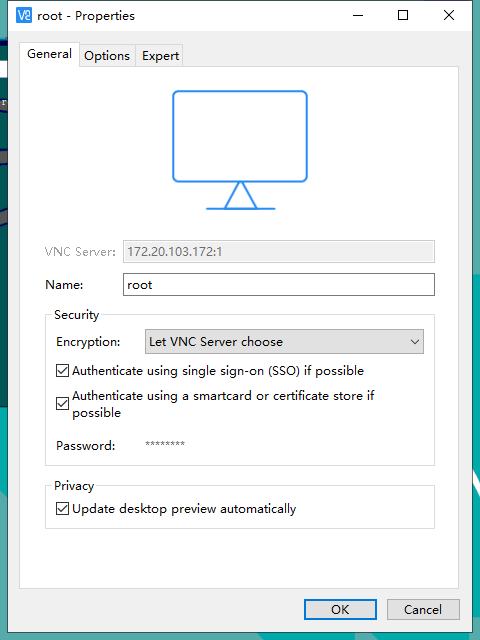 root - Properties
General
Options
Expert
VNC Server:
172.20.103.172:1
Name:
root
Security
Encryption:
Let VNC Server choose
Authenticate using single sign-on (SSO) if possible
Authenticate using a smartcard or certificate store if
possible
Password:
********
Privacy
Update desktop preview automatically
OK
Cancel